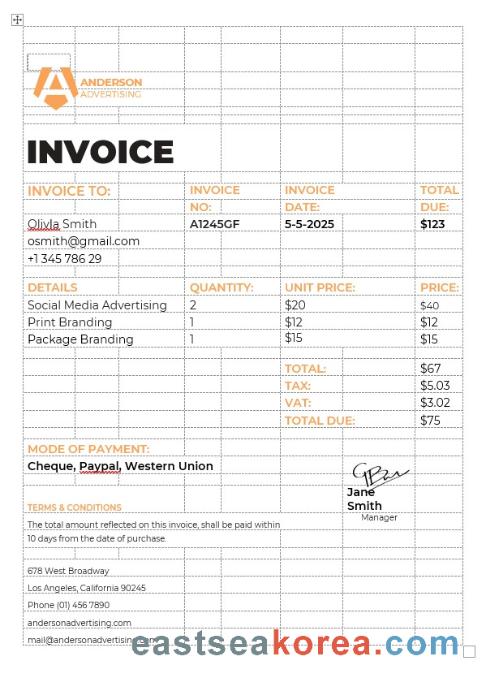 ANDERSON
ADVERTISING
INVOICE
INVOICE TO: INVOICE NO: INVOICE DATE: TOTAL DUE:
Olivia Smith A1245GF 5-5-2025 $123
osmith@gmail.com
+1 345 786 29
DETAILS QUANTITY: UNIT PRICE: PRICE:
Social Media Advertising 2 $20 $40
Print Branding 1 $12 $12
Package Branding 1 $15 $15
TOTAL: $67
TAX: $5.03
VAT: $3.02
TOTAL DUE: $75
MODE OF PAYMENT:
Cheque, Paypal, Western Union
Jane
Smith
Manager
TERMS & CONDITIONS
The total amount reflected on this invoice, shall be paid within
10 days from the date of purchase.
678 West Broadway
Los Angeles, California 90245
Phone (01) 456 7890
andersonadvertising.com
mail@andersonadvertising.com
eastseakorea.com